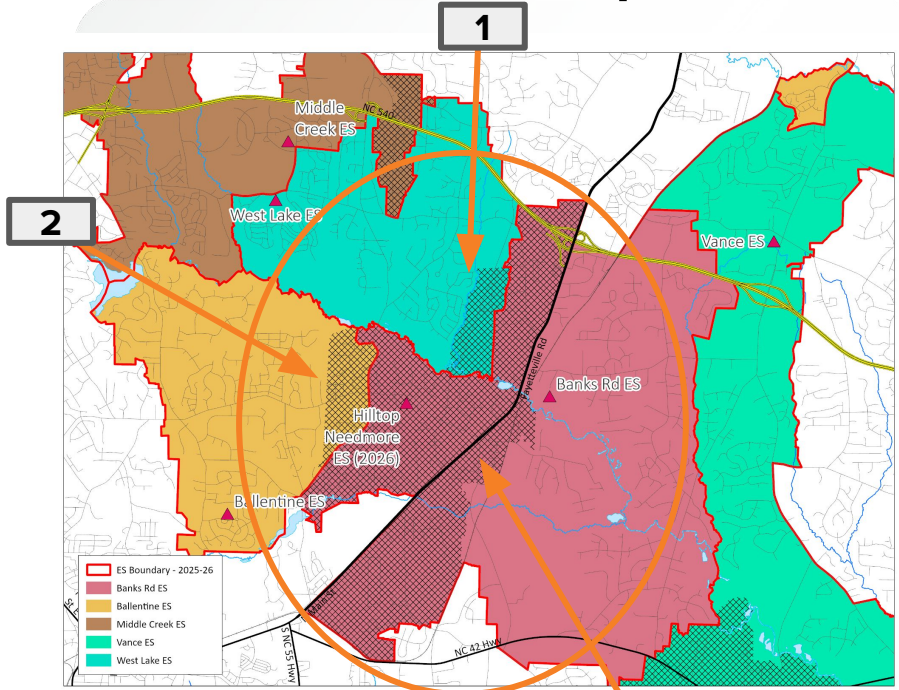 1
2
NC 540
Middle
Creek ES
West Lake ES
Vance ES
Fayetteville Rd
Banks Rd ES
Hilltop
Needmore
ES (2026)
Ballentine ES
ES Boundary - 2025-26
Banks Rd ES
Ballentine ES
Middle Creek ES
Vance ES
West Lake ES
Main St
S NC 55 Hwy
NC 42 Hwy